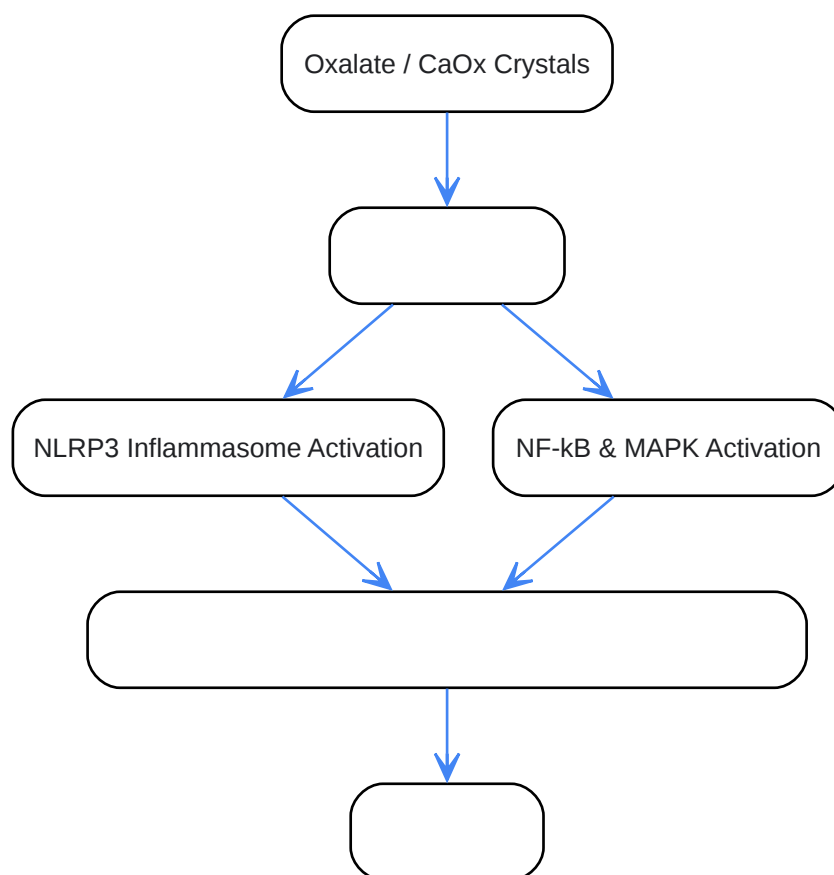 Oxalate / CaOx Crystals
NLRP3 Inflammasome Activation
NF-kB & MAPK Activation